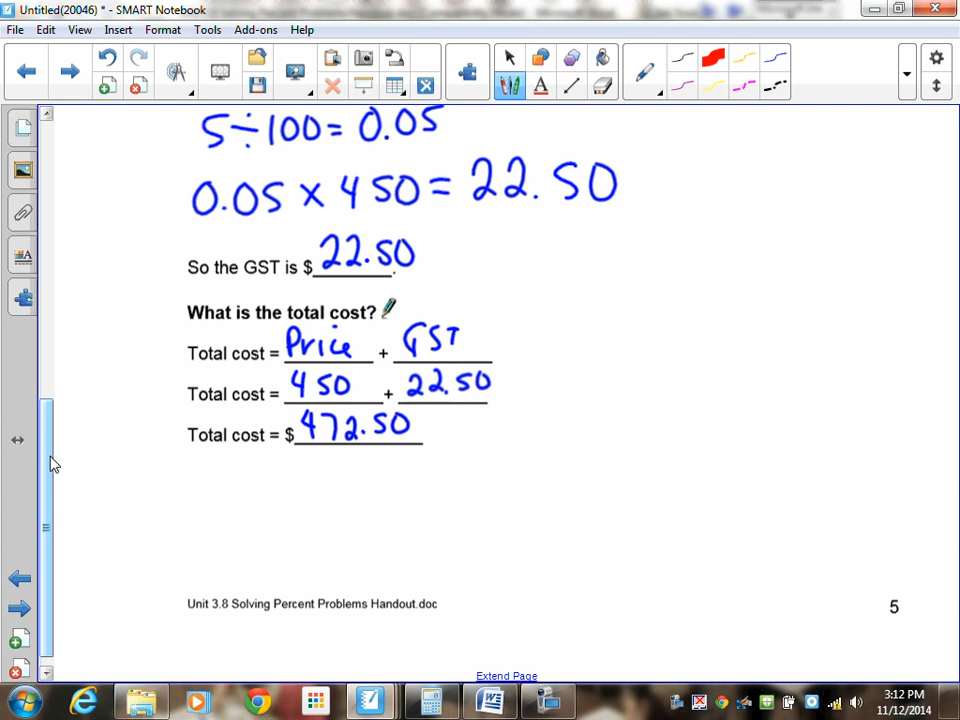 Untitled(20046) * - SMART Notebook
File Edit View Insert Format Tools Add-ons Help
5÷100= 0.05
0.05 x 450 = 22.50
So the GST is $ 22.50.
What is the total cost?
Total cost = Price + GST
Total cost = 450 + 22.50
Total cost = $ 472.50
Unit 3.8 Solving Percent Problems Handout.doc
5
Extend Page
3:12 PM
11/12/2014